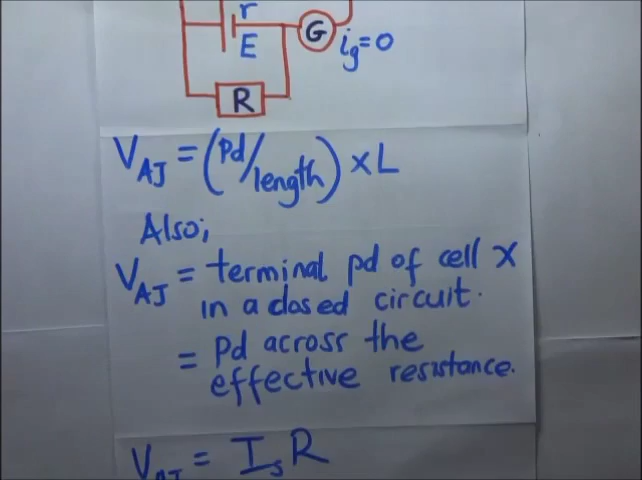 r
E
G
ig=0
R
VAJ = (Pd/length) x L
Also;
VAJ = terminal pd of cell X
in a closed circuit.
= Pd across the
effective resistance.
VAJ = IsR